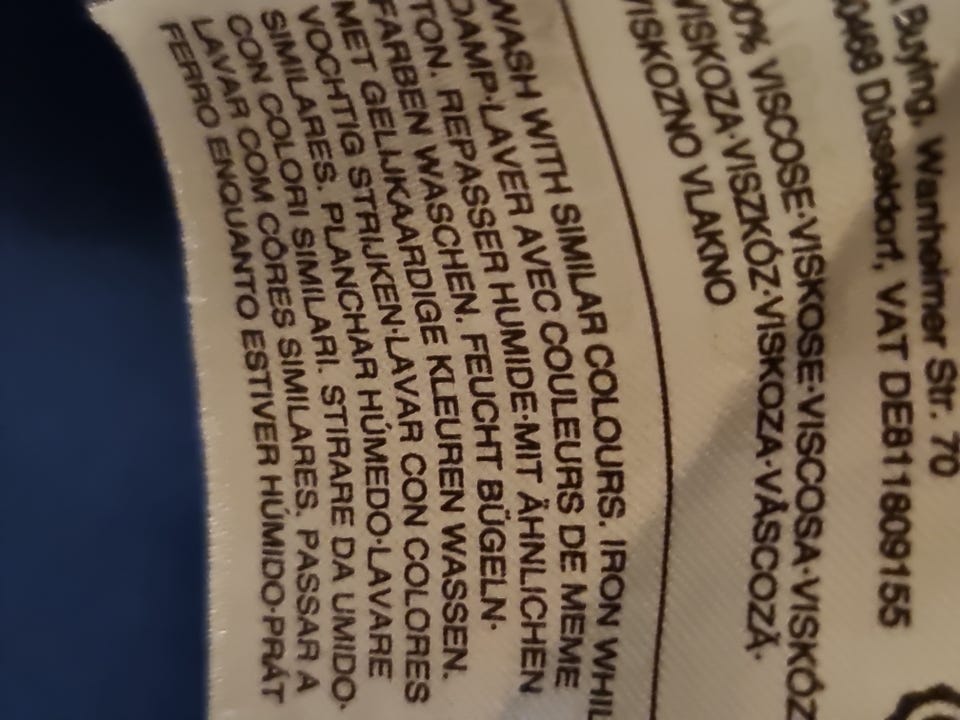 Buying, Wanheimer Str. 70
40468 Düsseldorf, VAT DE811809155
00% VISCOSE·VISKOSE·VISCOSA·VISKÓZ
VISKOZA·VISZKÓZ·VISKOZA·VÂSCOZĂ·
VISKOZNO VLAKNO
WASH WITH SIMILAR COLOURS. IRON WHIL
DAMP·LAVER AVEC COULEURS DE MEME
TON. REPASSER HUMIDE·MIT ÄHNLICHEN
FARBEN WASCHEN. FEUCHT BÜGELN·
MET GELIJKAARDIGE KLEUREN WASSEN.
VOCHTIG STRIJKEN·LAVAR CON COLORES
SIMILARES. PLANCHAR HÚMEDO·LAVARE
CON COLORI SIMILARI. STIRARE DA UMIDO·
LAVAR COM CÔRES SIMILARES. PASSAR A
FERRO ENQUANTO ESTIVER HÚMIDO·PRÁT